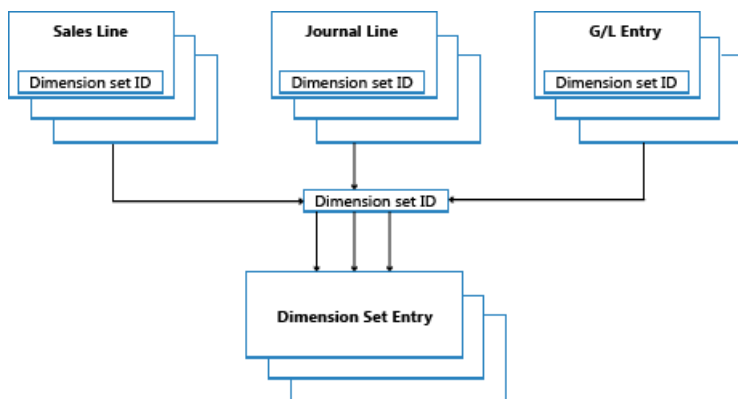 Sales Line
Journal Line
G/L Entry
Dimension set ID
Dimension set ID
Dimension set ID
Dimension set ID
Dimension Set Entry